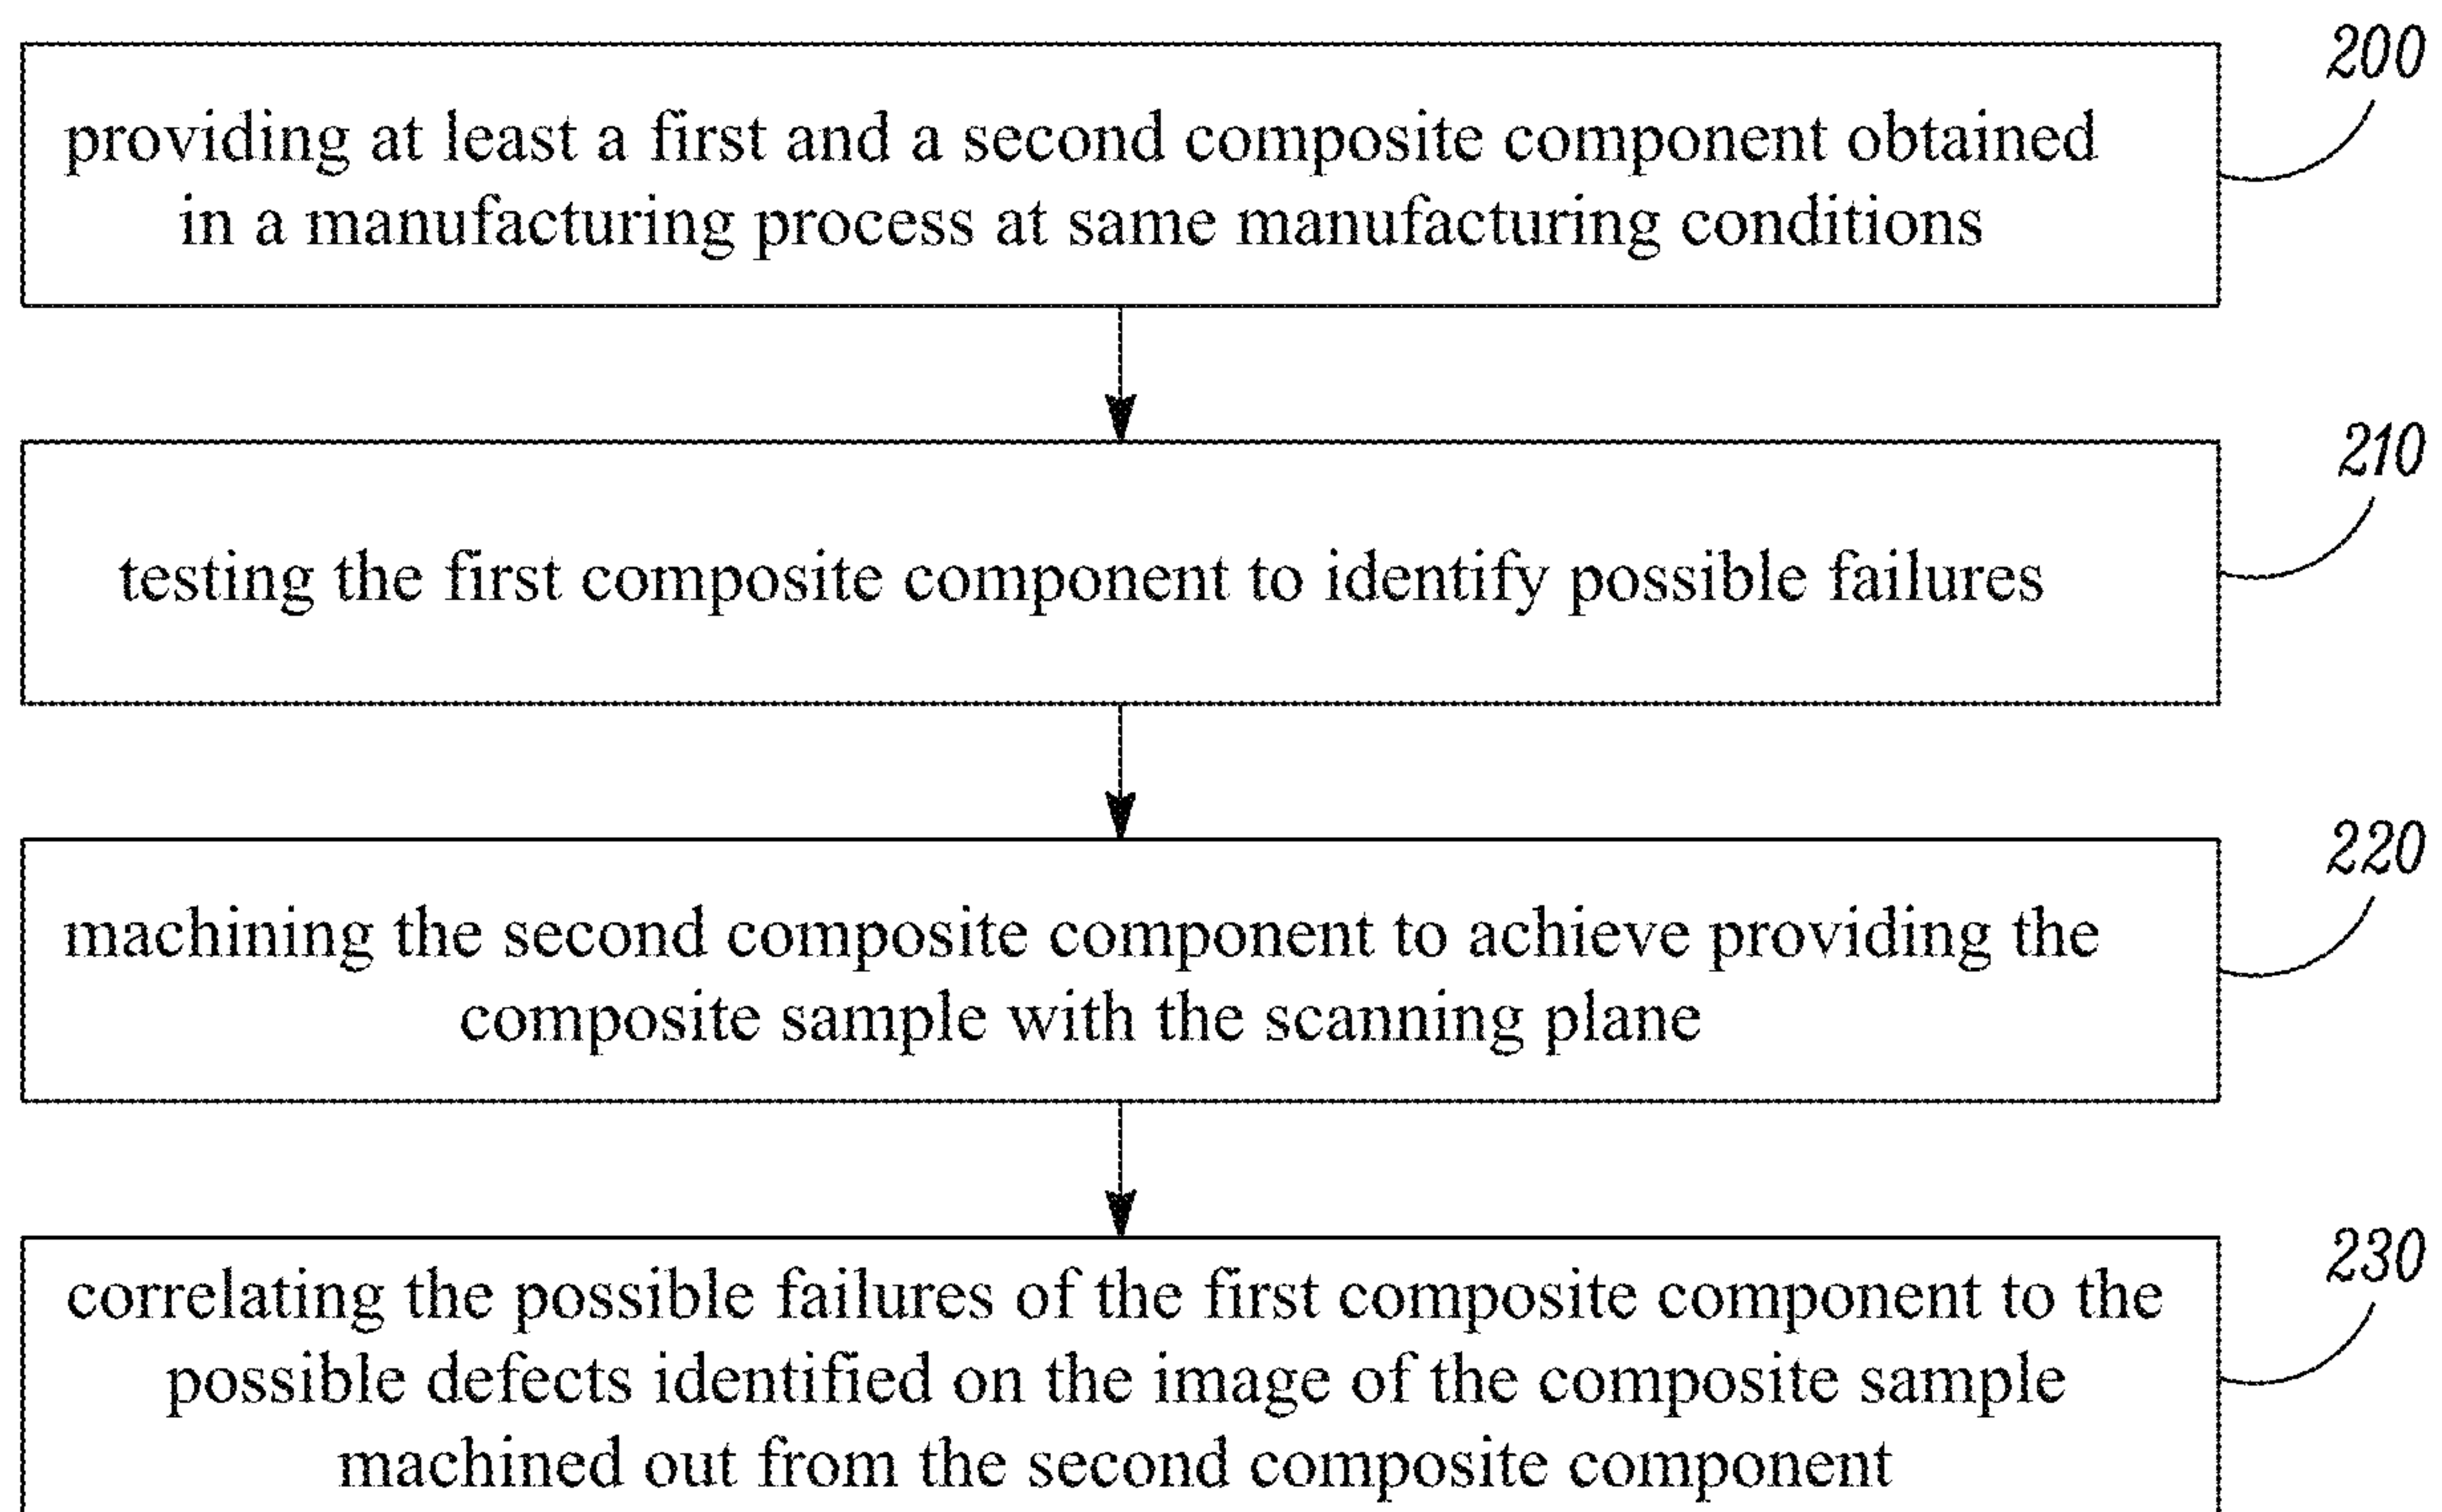 200
providing at least a first and a second composite component obtained
in a manufacturing process at same manufacturing conditions
210
testing the first composite component to identify possible failures
220
machining the second composite component to achieve providing the
composite sample with the scanning plane
230
correlating the possible failures of the first composite component to the
possible defects identified on the image of the composite sample
machined out from the second composite component